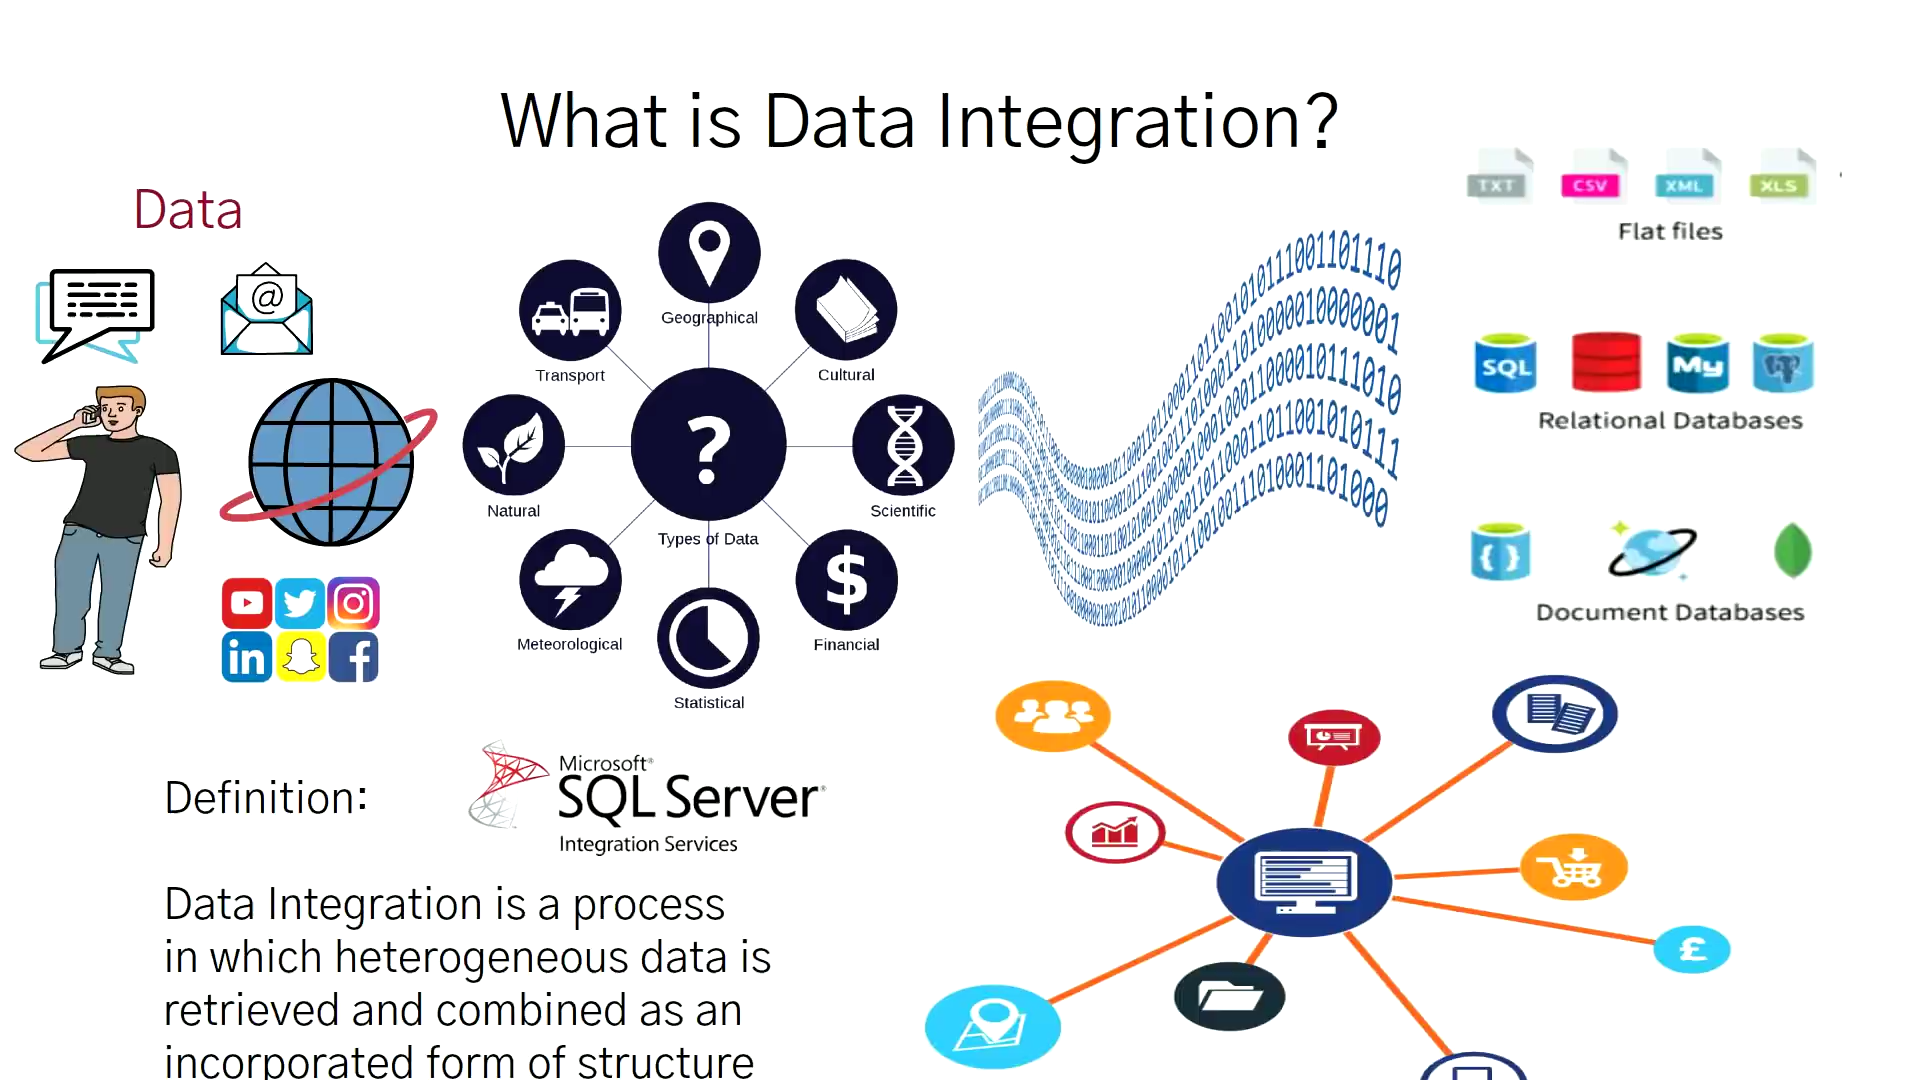 What is Data Integration?
Data
@
Geographical
Transport
Cultural
?
Natural
Scientific
Types of Data
Meteorological
Financial
$
Statistical
TXT CSV XML XLS
Flat files
SQL My
Relational Databases
{ }
Document Databases
in
f
Microsoft®
SQL Server®
Integration Services
Definition:
Data Integration is a process
in which heterogeneous data is
retrieved and combined as an
incorporated form of structure
£